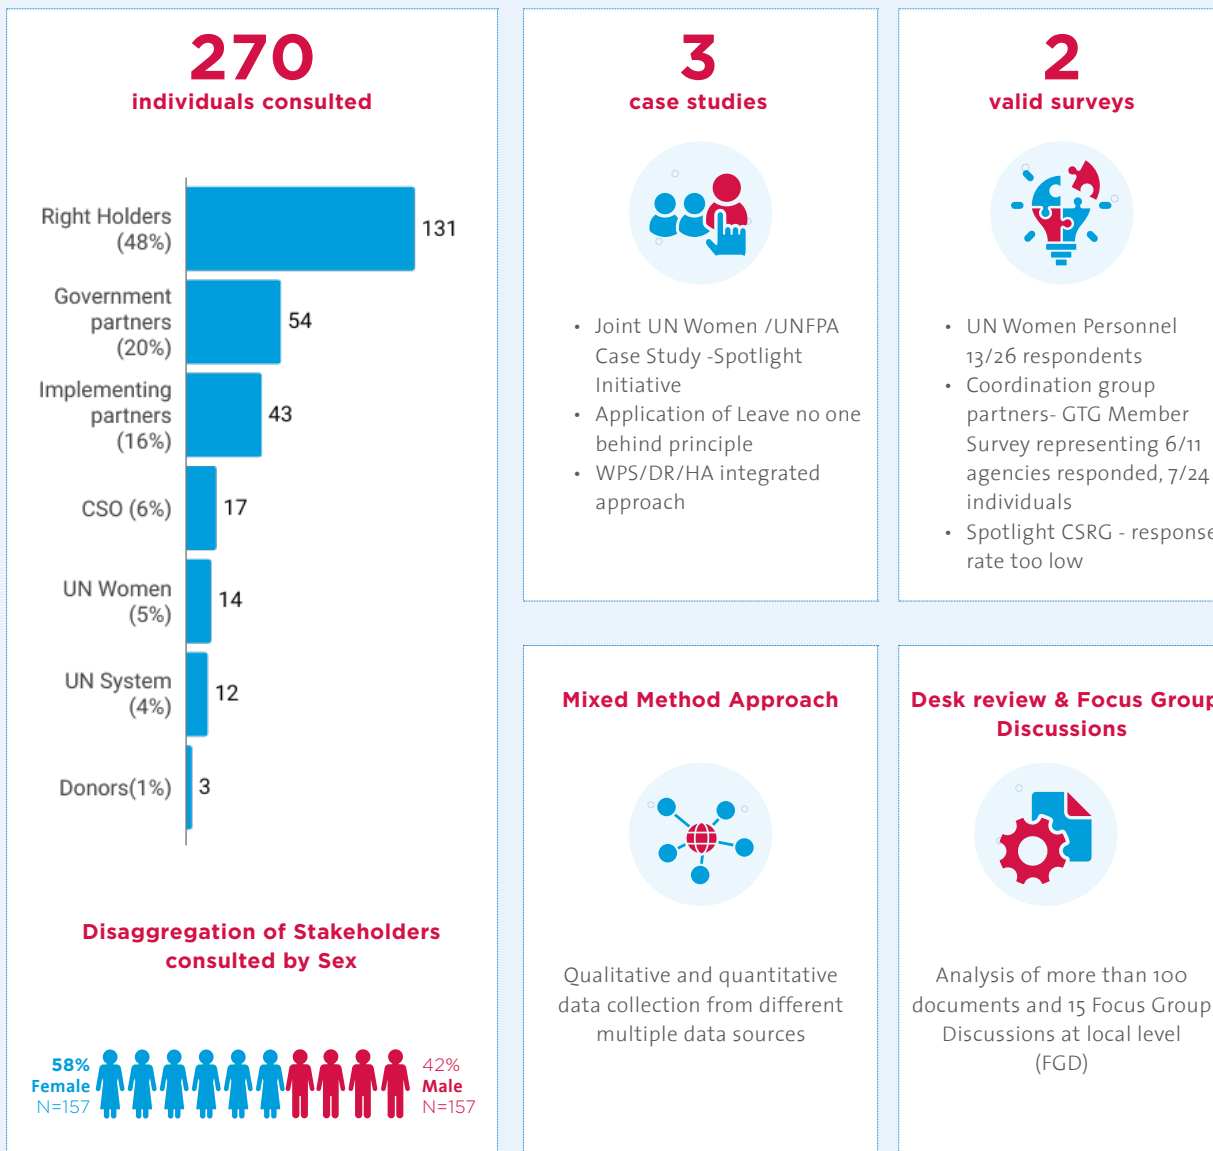 270
individuals consulted
Right Holders
(48%)
131
Government
partners
(20%)
54
Implementing
partners
(16%)
43
CSO (6%)
17
UN Women
(5%)
14
UN System
(4%)
12
Donors(1%)
3
Disaggregation of Stakeholders
consulted by Sex
58%
Female
N=157
42%
Male
N=157
3
case studies
• Joint UN Women /UNFPA
Case Study -Spotlight
Initiative
• Application of Leave no one
behind principle
• WPS/DR/HA integrated
approach
2
valid surveys
• UN Women Personnel
13/26 respondents
• Coordination group
partners- GTG Member
Survey representing 6/11
agencies responded, 7/24
individuals
• Spotlight CSRG - response
rate too low
Mixed Method Approach
Qualitative and quantitative
data collection from different
multiple data sources
Desk review & Focus Group
Discussions
Analysis of more than 100
documents and 15 Focus Group
Discussions at local level
(FGD)